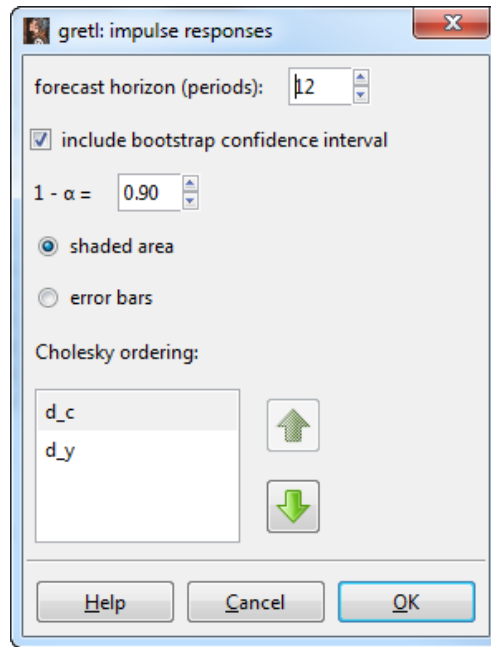 gretl: impulse responses
forecast horizon (periods): 12
include bootstrap confidence interval
1 - α = 0.90
shaded area
error bars
Cholesky ordering:
d_c
d_y
Help Cancel OK